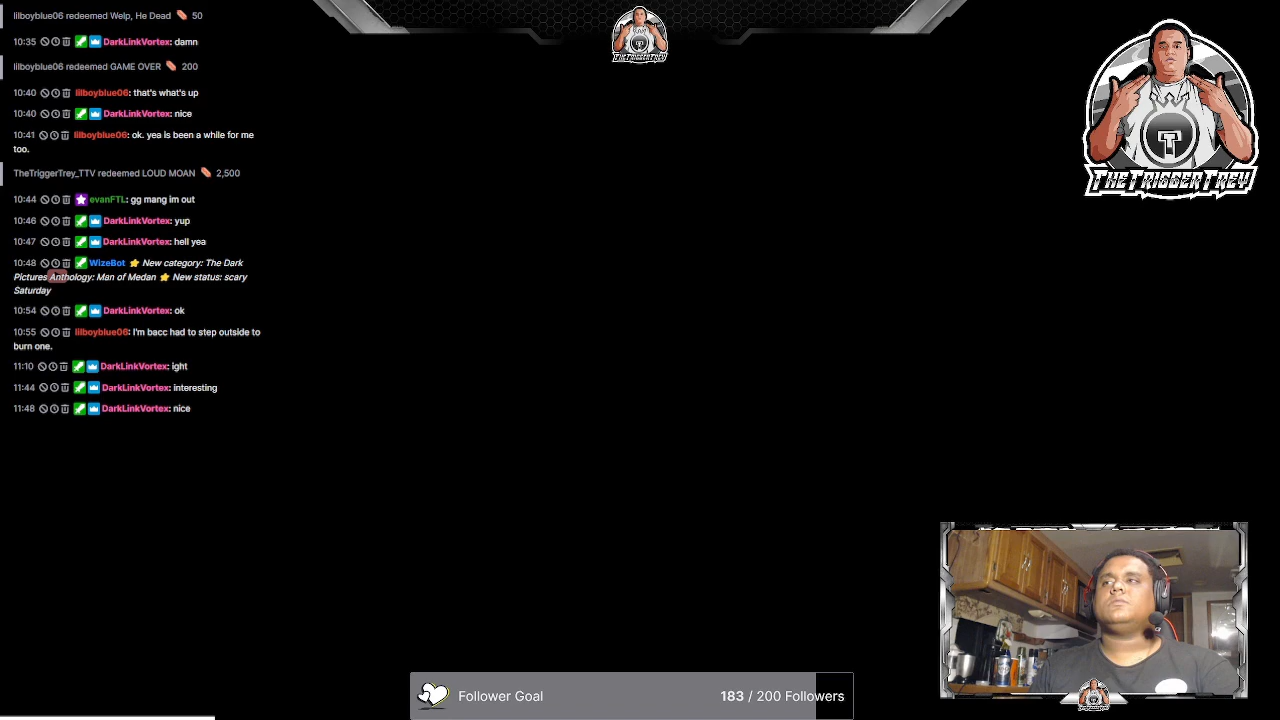 lilboyblue06 redeemed Welp, He Dead 50
10:35 DarkLinkVortex: damn
lilboyblue06 redeemed GAME OVER 200
10:40 lilboyblue06: that's what's up
10:40 DarkLinkVortex: nice
10:41 lilboyblue06: ok. yea is been a while for me
too.
TheTriggerTrey_TTV redeemed LOUD MOAN 2,500
10:44 evanFTL: gg mang im out
10:46 DarkLinkVortex: yup
10:47 DarkLinkVortex: hell yea
10:48 WizeBot New category: The Dark
Pictures Anthology: Man of Medan New status: scary
Saturday
10:54 DarkLinkVortex: ok
10:55 lilboyblue06: I'm bacc had to step outside to
burn one.
11:10 DarkLinkVortex: ight
11:44 DarkLinkVortex: interesting
11:48 DarkLinkVortex: nice
THETRIGGERTREY
T
THETRIGGERTREY
Follower Goal 183 / 200 Followers